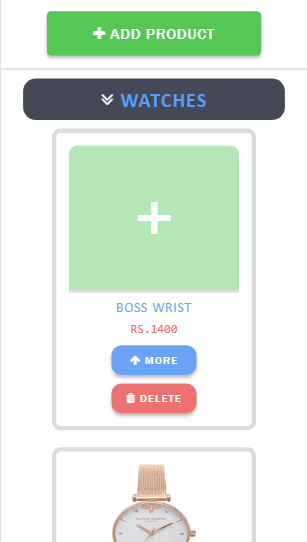 ADD PRODUCT
WATCHES
BOSS WRIST
RS.1400
MORE
DELETE